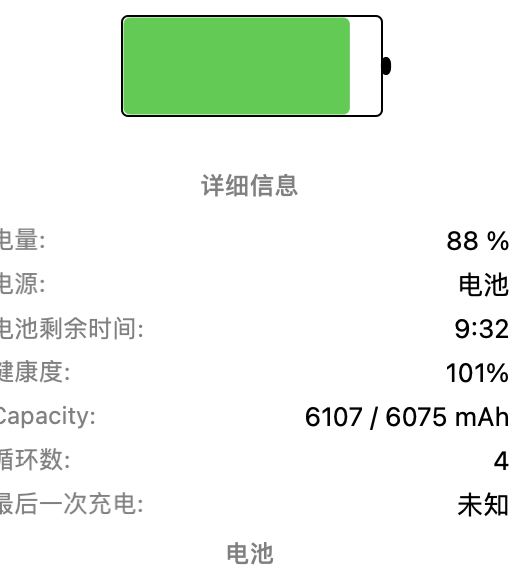 详细信息
电量: 88 %
电源: 电池
电池剩余时间: 9:32
健康度: 101%
Capacity: 6107 / 6075 mAh
循环数: 4
最后一次充电: 未知
电池